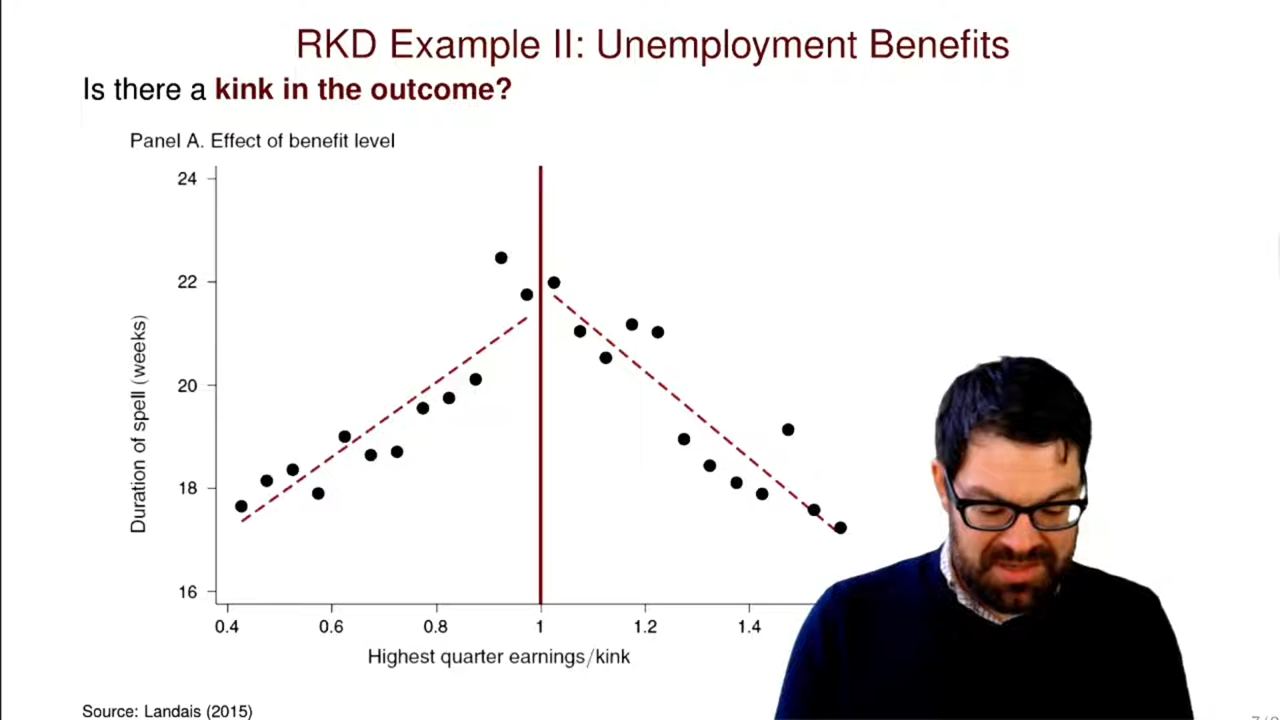 RKD Example II: Unemployment Benefits
Is there a kink in the outcome?
Panel A. Effect of benefit level
24
22
20
18
16
Duration of spell (weeks)
0.4 0.6 0.8 1 1.2 1.4
Highest quarter earnings/kink
Source: Landais (2015)